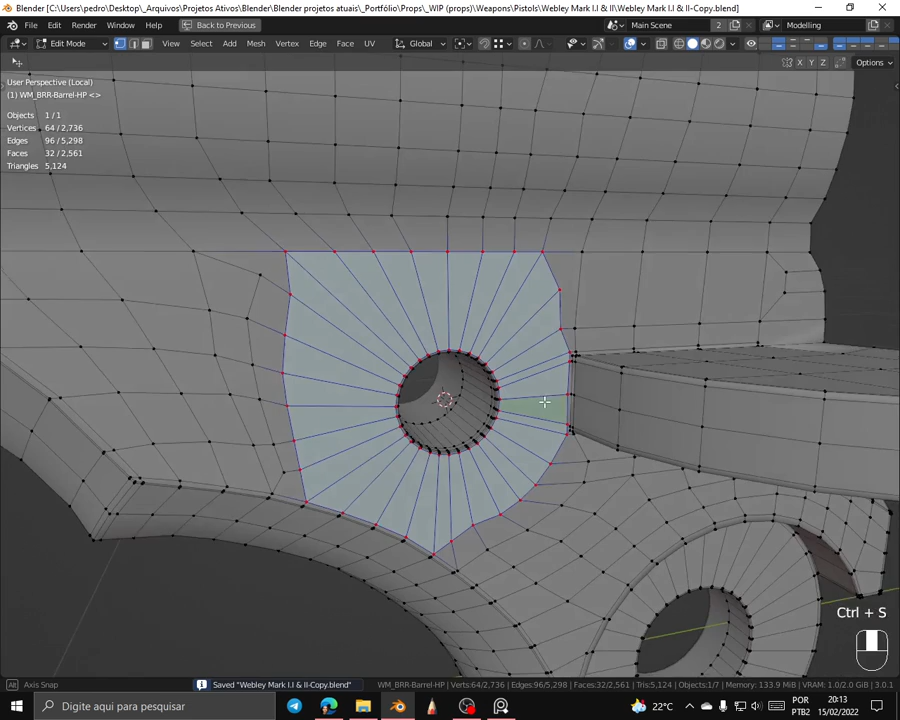 Blender [C:\Users\pedro\Desktop\_Arquivos\Projetos Ativos\Blender\Blender projetos atuais\_Portfólio\Props\_WIP (props)\Weapons\Pistols\Webley Mark I.I & II\Webley Mark I.I & II-Copy.blend]
File Edit Render Window Help Back to Previous Main Scene 2 Modelling
Edit Mode View Select Add Mesh Vertex Edge Face UV Global
X Y Z Options
User Perspective (Local)
(1) WM_BRR-Barrel-HP <>
Objects 1 / 1
Vertices 64 / 2,736
Edges 96 / 5,298
Faces 32 / 2,561
Triangles 5,124
Ctrl + S
Alt Axis Snap Saved "Webley Mark I.I & II-Copy.blend" WM_BRR-Barrel-HP | Verts:64/2,736 | Edges:96/5,298 | Faces:32/2,561 | Tris:5,124 | Objects:1/7 | Memory: 133.9 MiB | VRAM: 1.0/2.0 GiB | 3.0.1
Digite aqui para pesquisar 22°C POR 20:13
PTB2 15/02/2022